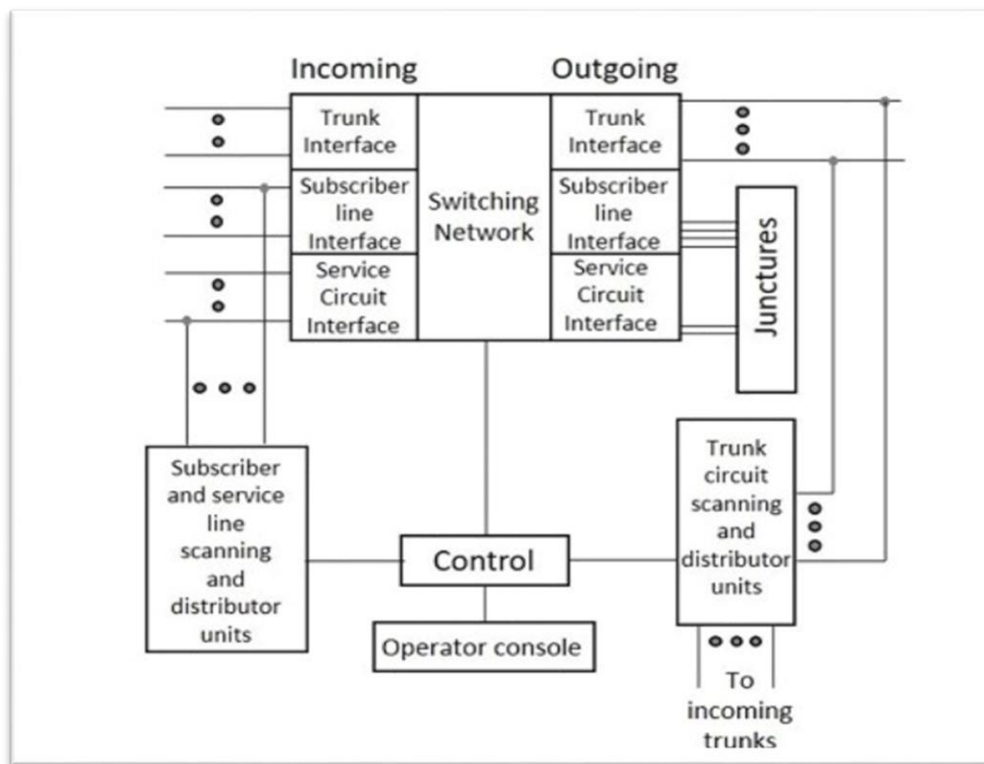 Incoming
Outgoing
Trunk
Interface
Subscriber
line
Interface
Service
Circuit
Interface
Switching
Network
Trunk
Interface
Subscriber
line
Interface
Service
Circuit
Interface
Junctures
Subscriber
and service
line
scanning
and
distributor
units
Control
Operator console
Trunk
circuit
scanning
and
distributor
units
To
incoming
trunks